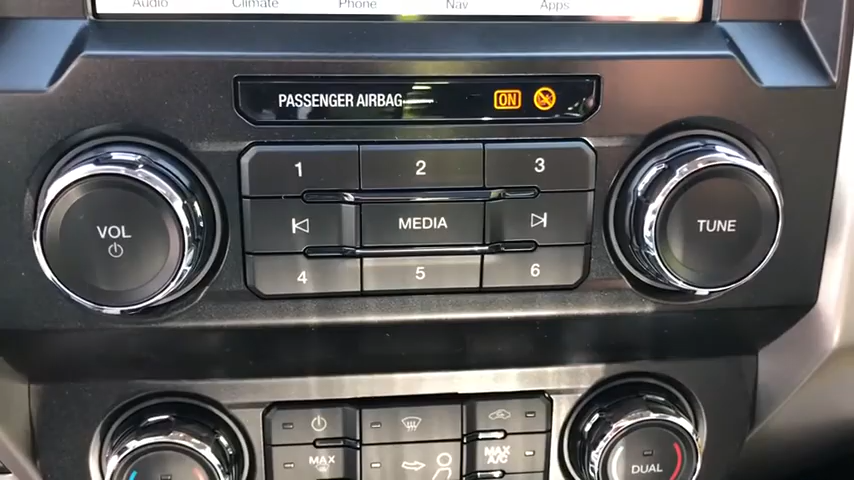 Audio Climate Phone Nav Apps
PASSENGER AIRBAG ON
1 2 3
VOL MEDIA TUNE
4 5 6
MAX
MAX A/C
DUAL